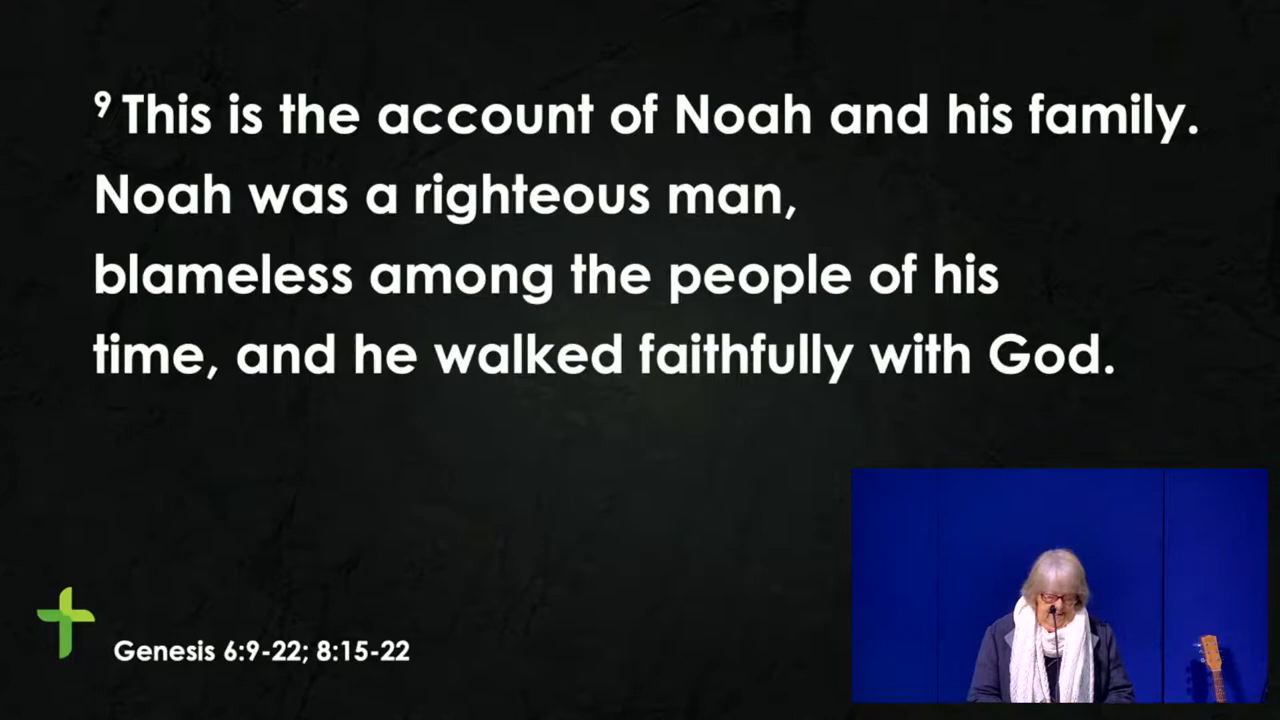 ⁹ This is the account of Noah and his family.
Noah was a righteous man,
blameless among the people of his
time, and he walked faithfully with God.
Genesis 6:9-22; 8:15-22